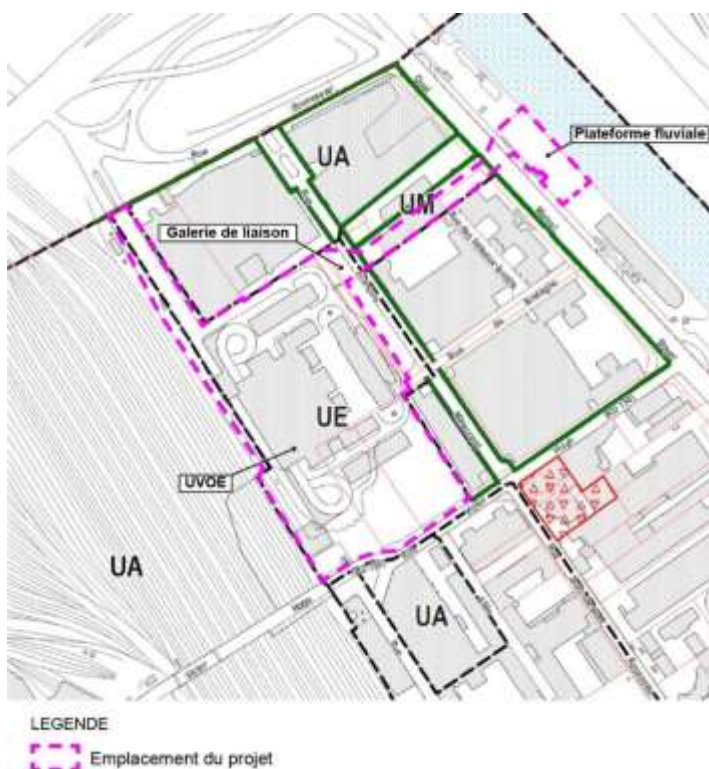 Plateforme fluviale
UA
UM
Galerie de liaison
UE
UVOE
UA
UA
LEGENDE
Emplacement du projet